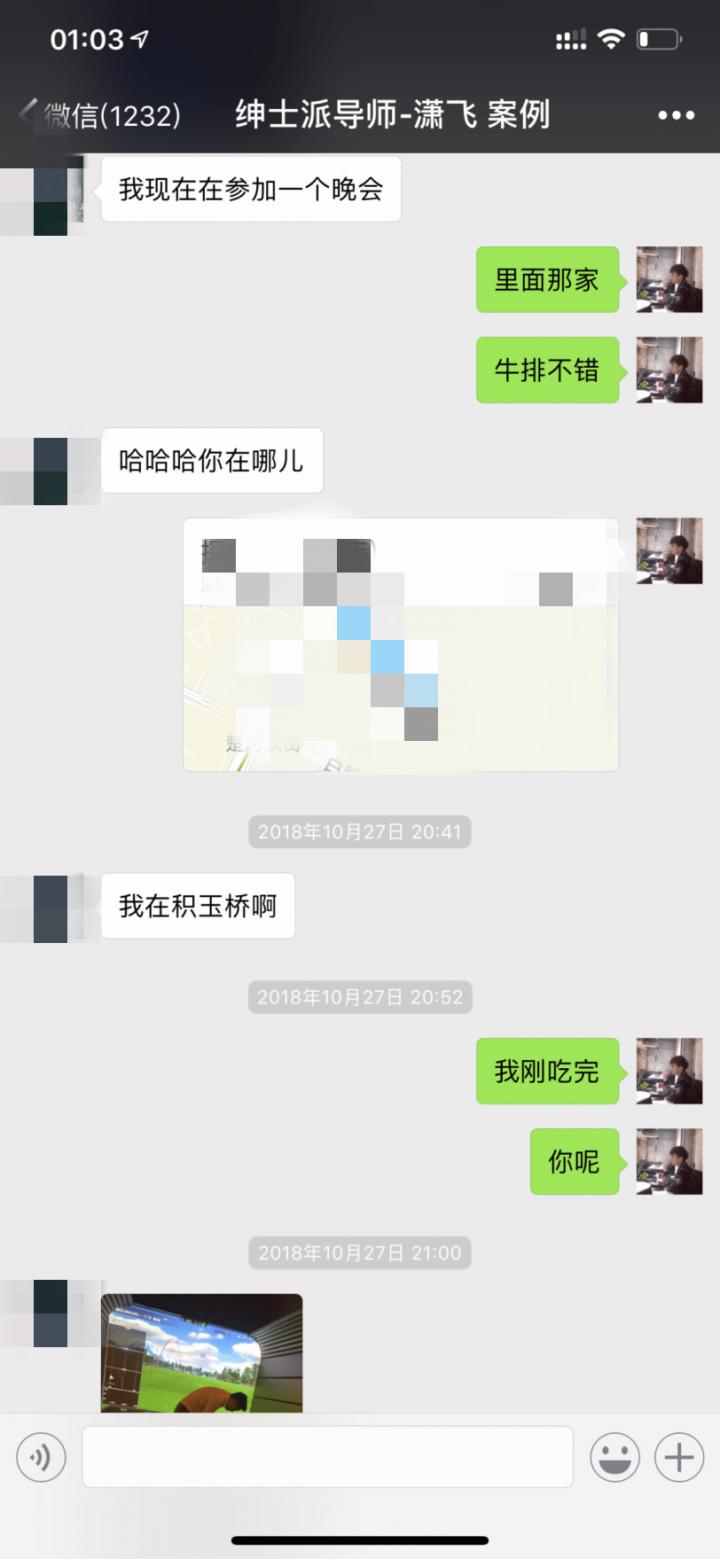 01:03
微信(1232)
绅士派导师-潇飞 案例
我现在在参加一个晚会
里面那家
牛排不错
哈哈哈你在哪儿
2018年10月27日 20:41
我在积玉桥啊
2018年10月27日 20:52
我刚吃完
你呢
2018年10月27日 21:00